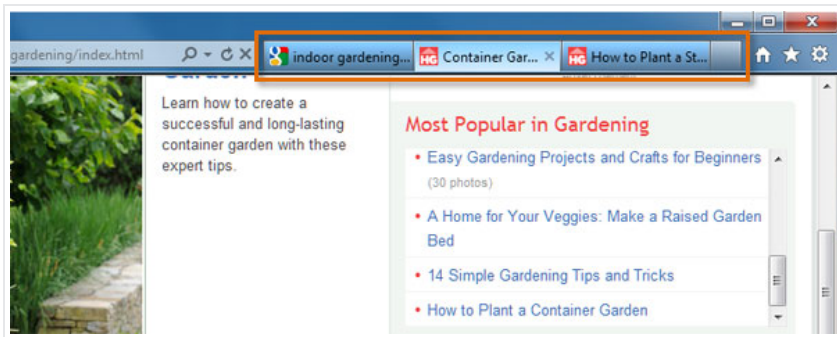 gardening/index.html
indoor gardening...
HG Container Gar...
HG How to Plant a St...
Learn how to create a
successful and long-lasting
container garden with these
expert tips.
Most Popular in Gardening
Easy Gardening Projects and Crafts for Beginners
(30 photos)
A Home for Your Veggies: Make a Raised Garden
Bed
14 Simple Gardening Tips and Tricks
How to Plant a Container Garden